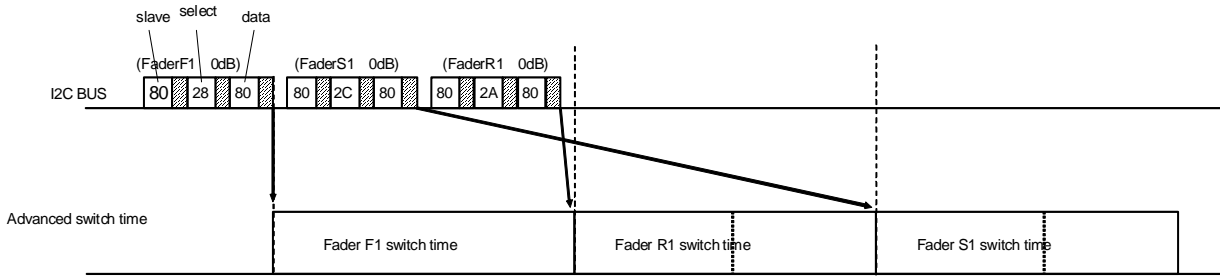 slave select data
(FaderF1 0dB) (FaderS1 0dB) (FaderR1 0dB)
I2C BUS 80 28 80 80 2C 80 80 2A 80
Advanced switch time
Fader F1 switch time Fader R1 switch time Fader S1 switch time